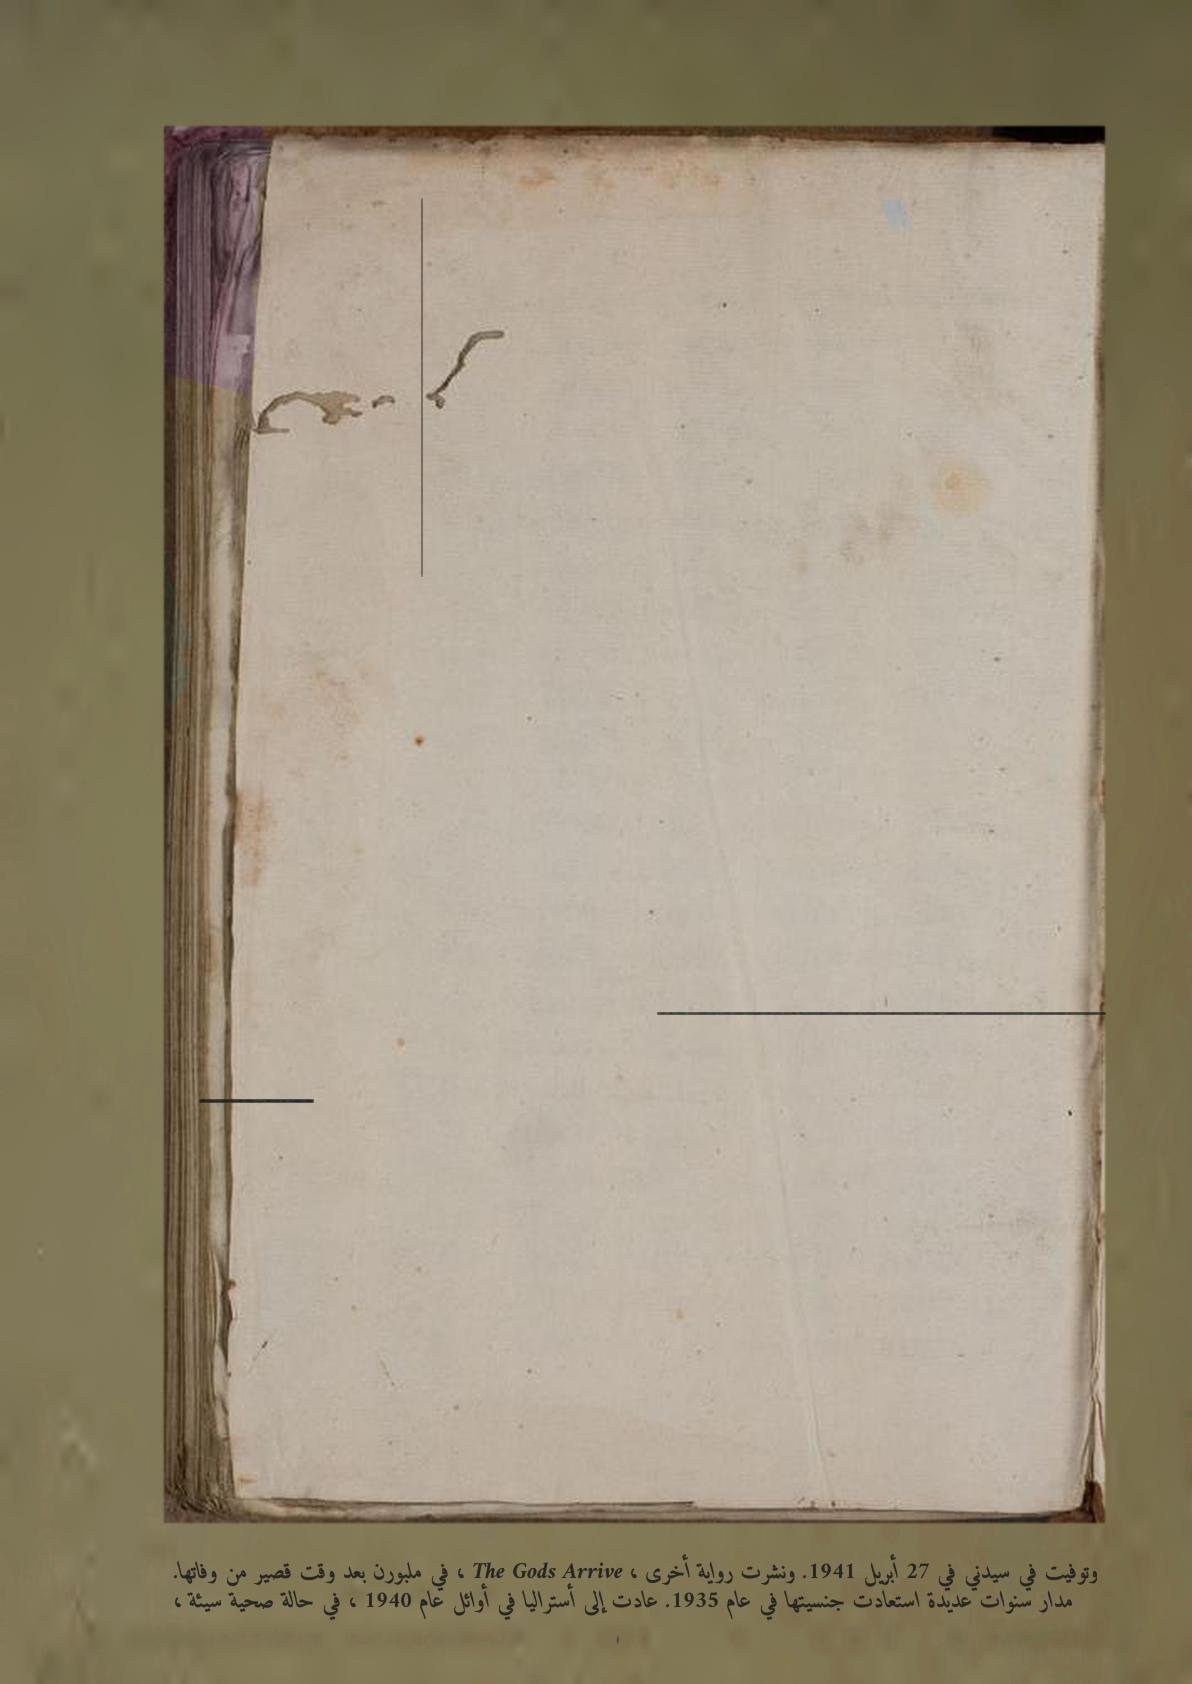 وتوفيت في سيدني في 27 أبريل 1941. ونشرت رواية أخرى ، The Gods Arrive ، في ملبورن بعد وقت قصير من وفاتها.
مدار سنوات عديدة استعادت جنسيتها في عام 1935. عادت إلى أستراليا في أوائل عام 1940 ، في حالة صحية سيئة ،